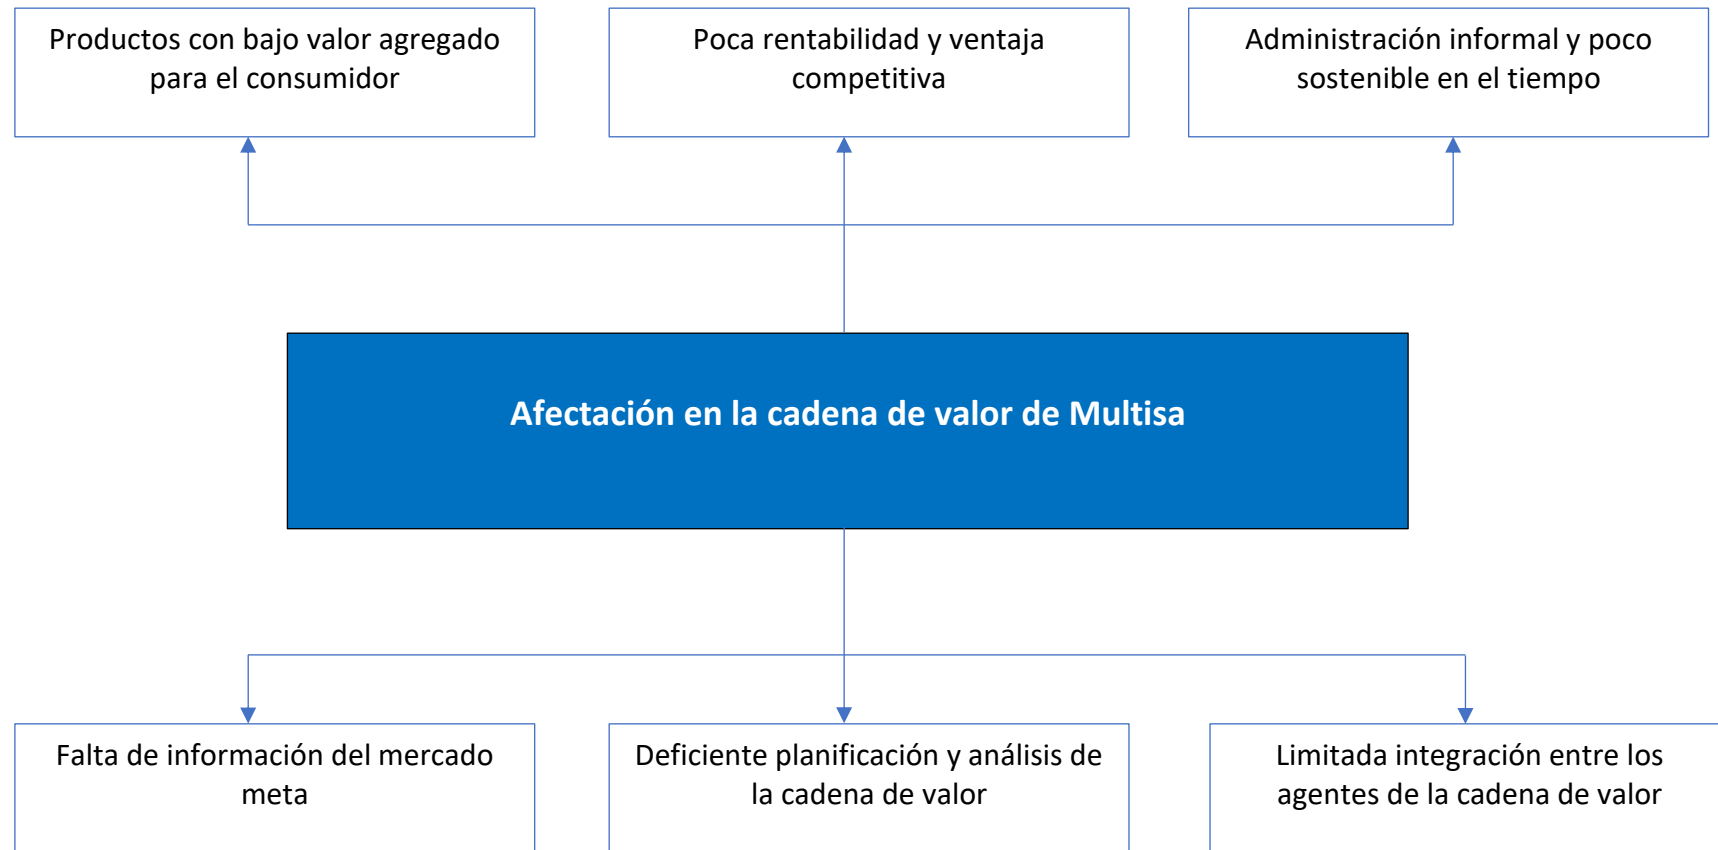 Productos con bajo valor agregado
para el consumidor
Poca rentabilidad y ventaja
competitiva
Administración informal y poco
sostenible en el tiempo
Afectación en la cadena de valor de Multisa
Falta de información del mercado
meta
Deficiente planificación y análisis de
la cadena de valor
Limitada integración entre los
agentes de la cadena de valor